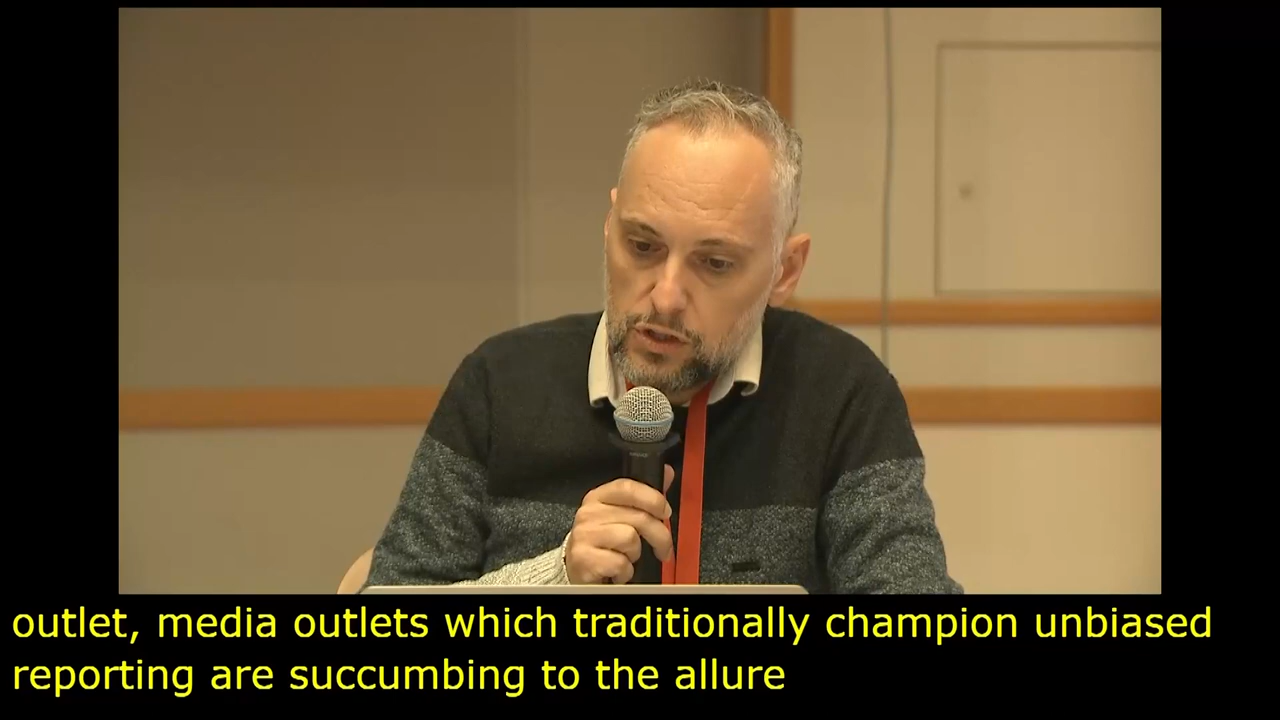 outlet, media outlets which traditionally champion unbiased
reporting are succumbing to the allure